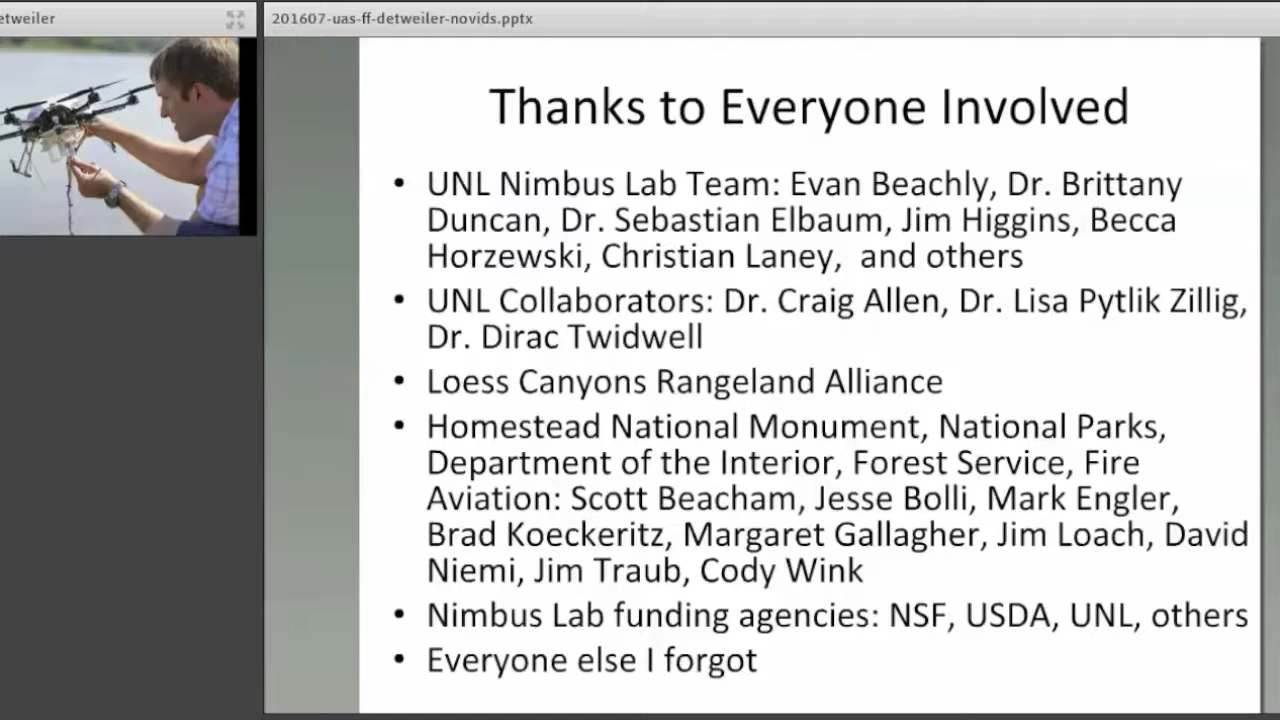 etweiler
201607-uas-ff-detweiler-novids.pptx
Thanks to Everyone Involved
• UNL Nimbus Lab Team: Evan Beachly, Dr. Brittany
Duncan, Dr. Sebastian Elbaum, Jim Higgins, Becca
Horzewski, Christian Laney, and others
• UNL Collaborators: Dr. Craig Allen, Dr. Lisa Pytlik Zillig,
Dr. Dirac Twidwell
• Loess Canyons Rangeland Alliance
• Homestead National Monument, National Parks,
Department of the Interior, Forest Service, Fire
Aviation: Scott Beacham, Jesse Bolli, Mark Engler,
Brad Koeckeritz, Margaret Gallagher, Jim Loach, David
Niemi, Jim Traub, Cody Wink
• Nimbus Lab funding agencies: NSF, USDA, UNL, others
• Everyone else I forgot